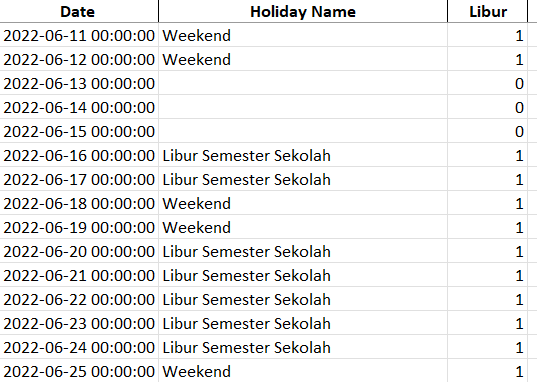 Date Holiday Name Libur
2022-06-11 00:00:00 Weekend 1
2022-06-12 00:00:00 Weekend 1
2022-06-13 00:00:00 0
2022-06-14 00:00:00 0
2022-06-15 00:00:00 0
2022-06-16 00:00:00 Libur Semester Sekolah 1
2022-06-17 00:00:00 Libur Semester Sekolah 1
2022-06-18 00:00:00 Weekend 1
2022-06-19 00:00:00 Weekend 1
2022-06-20 00:00:00 Libur Semester Sekolah 1
2022-06-21 00:00:00 Libur Semester Sekolah 1
2022-06-22 00:00:00 Libur Semester Sekolah 1
2022-06-23 00:00:00 Libur Semester Sekolah 1
2022-06-24 00:00:00 Libur Semester Sekolah 1
2022-06-25 00:00:00 Weekend 1